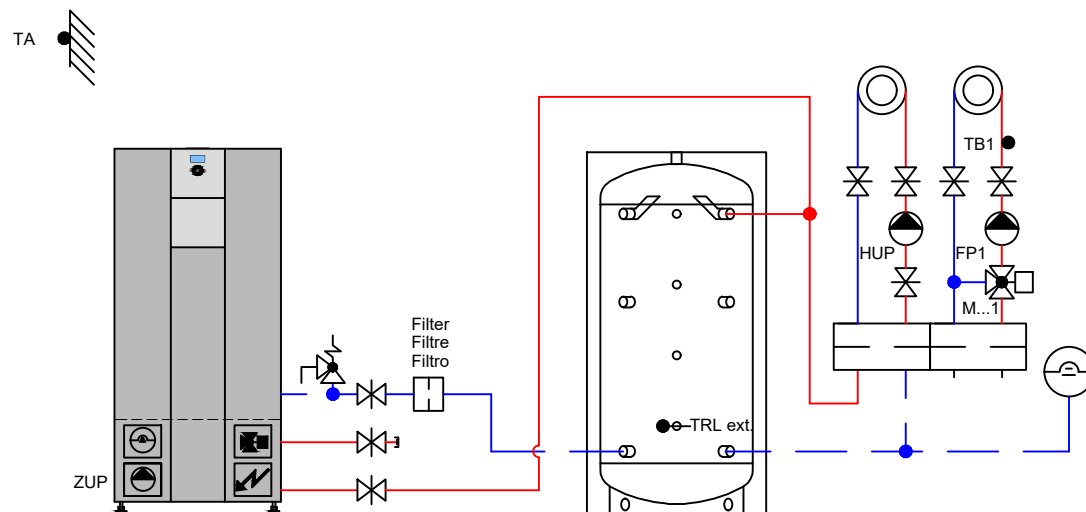 TA
TB1
HUP
FP1
M...1
Filter
Filtre
Filtro
TRL ext.
ZUP